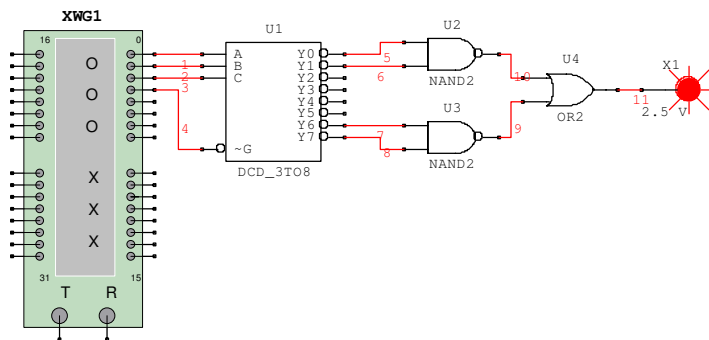 XWG1
16 0
O
O
O
X
X
X
31 15
T R
1
2
3
4
U1
A Y0
B Y1
C Y2
Y3
Y4
Y5
Y6
~G Y7
DCD_3TO8
5
6
7
8
U2
NAND2
U3
NAND2
10
9
U4
OR2
11
X1
2.5 V